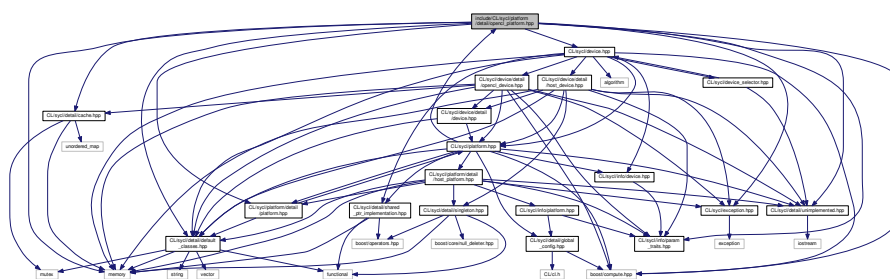 include/CL/sycl/platform
/detail/opencl_platform.hpp
CL/sycl/device.hpp
CL/sycl/device/detail
/opencl_device.hpp
CL/sycl/device/detail
/host_device.hpp
algorithm
CL/sycl/device_selector.hpp
CL/sycl/detail/cache.hpp
CL/sycl/device/detail
/device.hpp
unordered_map
CL/sycl/platform.hpp
CL/sycl/platform/detail
/host_platform.hpp
CL/sycl/info/device.hpp
CL/sycl/platform/detail
/platform.hpp
CL/sycl/detail/shared
_ptr_implementation.hpp
CL/sycl/detail/singleton.hpp
CL/sycl/info/platform.hpp
CL/sycl/exception.hpp
CL/sycl/detail/unimplemented.hpp
CL/sycl/detail/default
_classes.hpp
boost/operators.hpp
boost/core/null_deleter.hpp
CL/sycl/detail/global
_config.hpp
CL/sycl/info/param
_traits.hpp
exception
iostream
mutex
memory
string
vector
functional
CL/cl.h
boost/compute.hpp